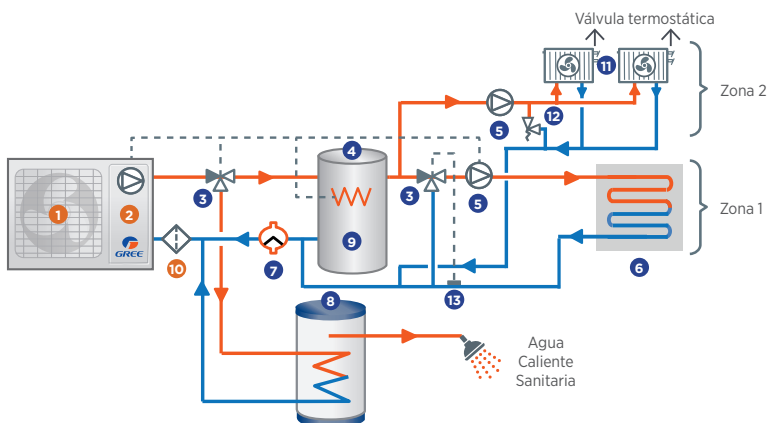 Válvula termostática
11
Zona 2
5
12
4
3
3
5
Zona 1
1
2
9
GREE
10
7
6
13
8
Agua
Caliente
Sanitaria